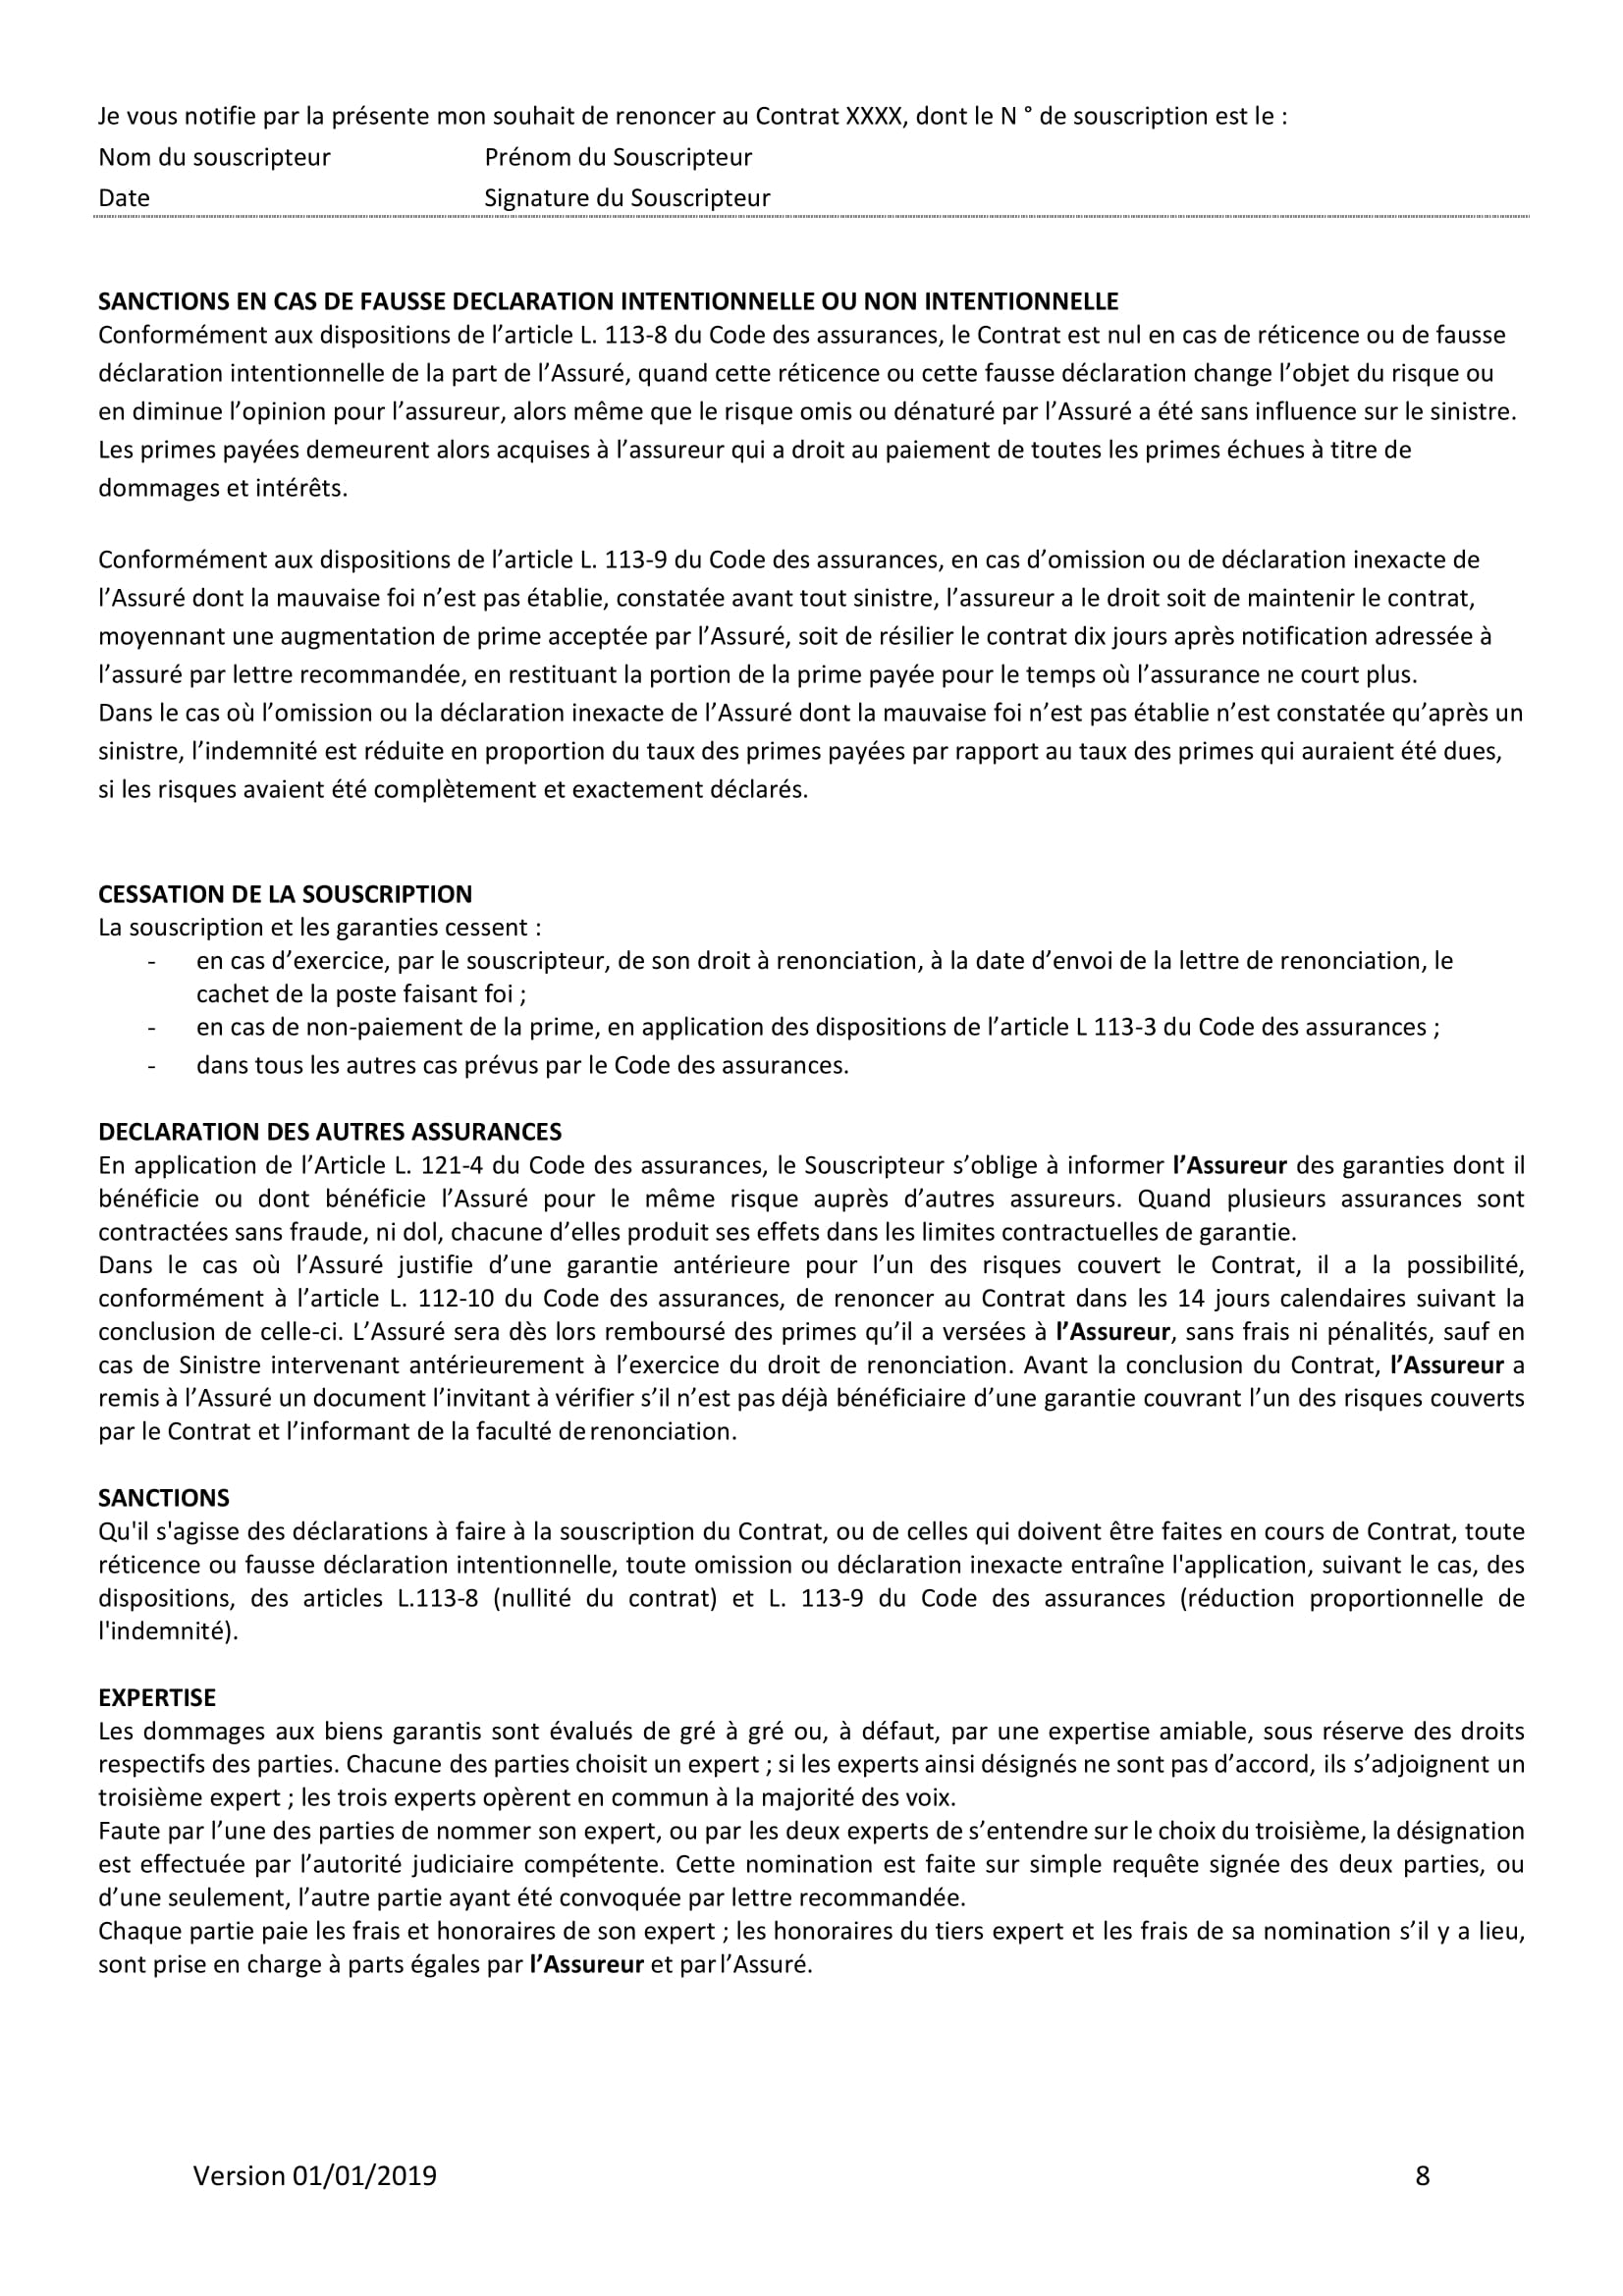 Je vous notifie par la présente mon souhait de renoncer au Contrat XXXX, dont le N ° de souscription est le :
Nom du souscripteur Prénom du Souscripteur
Date Signature du Souscripteur
SANCTIONS EN CAS DE FAUSSE DECLARATION INTENTIONNELLE OU NON INTENTIONNELLE
Conformément aux dispositions de l’article L. 113-8 du Code des assurances, le Contrat est nul en cas de réticence ou de fausse
déclaration intentionnelle de la part de l’Assuré, quand cette réticence ou cette fausse déclaration change l’objet du risque ou
en diminue l’opinion pour l’assureur, alors même que le risque omis ou dénaturé par l’Assuré a été sans influence sur le sinistre.
Les primes payées demeurent alors acquises à l’assureur qui a droit au paiement de toutes les primes échues à titre de
dommages et intérêts.
Conformément aux dispositions de l’article L. 113-9 du Code des assurances, en cas d’omission ou de déclaration inexacte de
l’Assuré dont la mauvaise foi n’est pas établie, constatée avant tout sinistre, l’assureur a le droit soit de maintenir le contrat,
moyennant une augmentation de prime acceptée par l’Assuré, soit de résilier le contrat dix jours après notification adressée à
l’assuré par lettre recommandée, en restituant la portion de la prime payée pour le temps où l’assurance ne court plus.
Dans le cas où l’omission ou la déclaration inexacte de l’Assuré dont la mauvaise foi n’est pas établie n’est constatée qu’après un
sinistre, l’indemnité est réduite en proportion du taux des primes payées par rapport au taux des primes qui auraient été dues,
si les risques avaient été complètement et exactement déclarés.
CESSATION DE LA SOUSCRIPTION
La souscription et les garanties cessent :
- en cas d’exercice, par le souscripteur, de son droit à renonciation, à la date d’envoi de la lettre de renonciation, le
cachet de la poste faisant foi ;
- en cas de non-paiement de la prime, en application des dispositions de l’article L 113-3 du Code des assurances ;
- dans tous les autres cas prévus par le Code des assurances.
DECLARATION DES AUTRES ASSURANCES
En application de l’Article L. 121-4 du Code des assurances, le Souscripteur s’oblige à informer l’Assureur des garanties dont il
bénéficie ou dont bénéficie l’Assuré pour le même risque auprès d’autres assureurs. Quand plusieurs assurances sont
contractées sans fraude, ni dol, chacune d’elles produit ses effets dans les limites contractuelles de garantie.
Dans le cas où l’Assuré justifie d’une garantie antérieure pour l’un des risques couvert le Contrat, il a la possibilité,
conformément à l’article L. 112-10 du Code des assurances, de renoncer au Contrat dans les 14 jours calendaires suivant la
conclusion de celle-ci. L’Assuré sera dès lors remboursé des primes qu’il a versées à l’Assureur, sans frais ni pénalités, sauf en
cas de Sinistre intervenant antérieurement à l’exercice du droit de renonciation. Avant la conclusion du Contrat, l’Assureur a
remis à l’Assuré un document l’invitant à vérifier s’il n’est pas déjà bénéficiaire d’une garantie couvrant l’un des risques couverts
par le Contrat et l’informant de la faculté de renonciation.
SANCTIONS
Qu'il s'agisse des déclarations à faire à la souscription du Contrat, ou de celles qui doivent être faites en cours de Contrat, toute
réticence ou fausse déclaration intentionnelle, toute omission ou déclaration inexacte entraîne l'application, suivant le cas, des
dispositions, des articles L.113-8 (nullité du contrat) et L. 113-9 du Code des assurances (réduction proportionnelle de
l'indemnité).
EXPERTISE
Les dommages aux biens garantis sont évalués de gré à gré ou, à défaut, par une expertise amiable, sous réserve des droits
respectifs des parties. Chacune des parties choisit un expert ; si les experts ainsi désignés ne sont pas d’accord, ils s’adjoignent un
troisième expert ; les trois experts opèrent en commun à la majorité des voix.
Faute par l’une des parties de nommer son expert, ou par les deux experts de s’entendre sur le choix du troisième, la désignation
est effectuée par l’autorité judiciaire compétente. Cette nomination est faite sur simple requête signée des deux parties, ou
d’une seulement, l’autre partie ayant été convoquée par lettre recommandée.
Chaque partie paie les frais et honoraires de son expert ; les honoraires du tiers expert et les frais de sa nomination s’il y a lieu,
sont prise en charge à parts égales par l’Assureur et par l’Assuré.
Version 01/01/2019 8